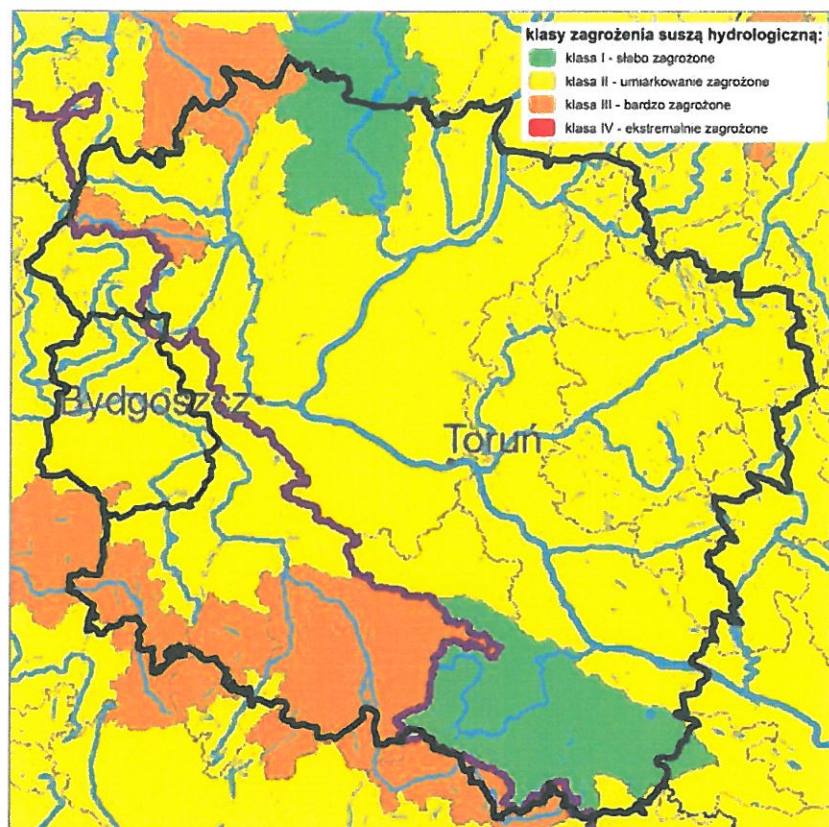 klasy zagrożenia suszą hydrologiczną:
klasa I - słabo zagrożone
klasa II - umiarkowanie zagrożone
klasa III - bardzo zagrożone
klasa IV - ekstremalnie zagrożone
Bydgoszcz
Toruń